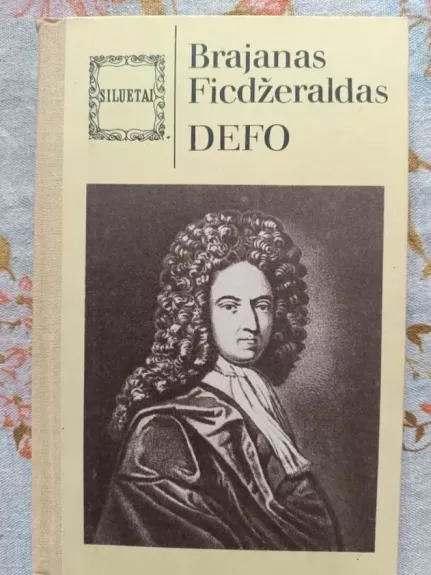 SILUETAI
Brajanas
Ficdžeraldas
DEFO